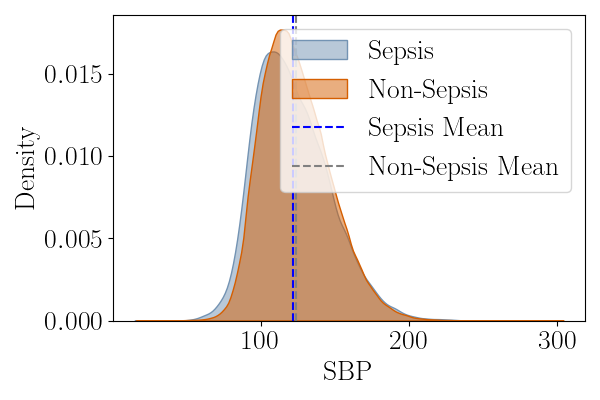 Sepsis
Non-Sepsis
Sepsis Mean
Non-Sepsis Mean
Density
0.015
0.010
0.005
0.000
100
200
300
SBP